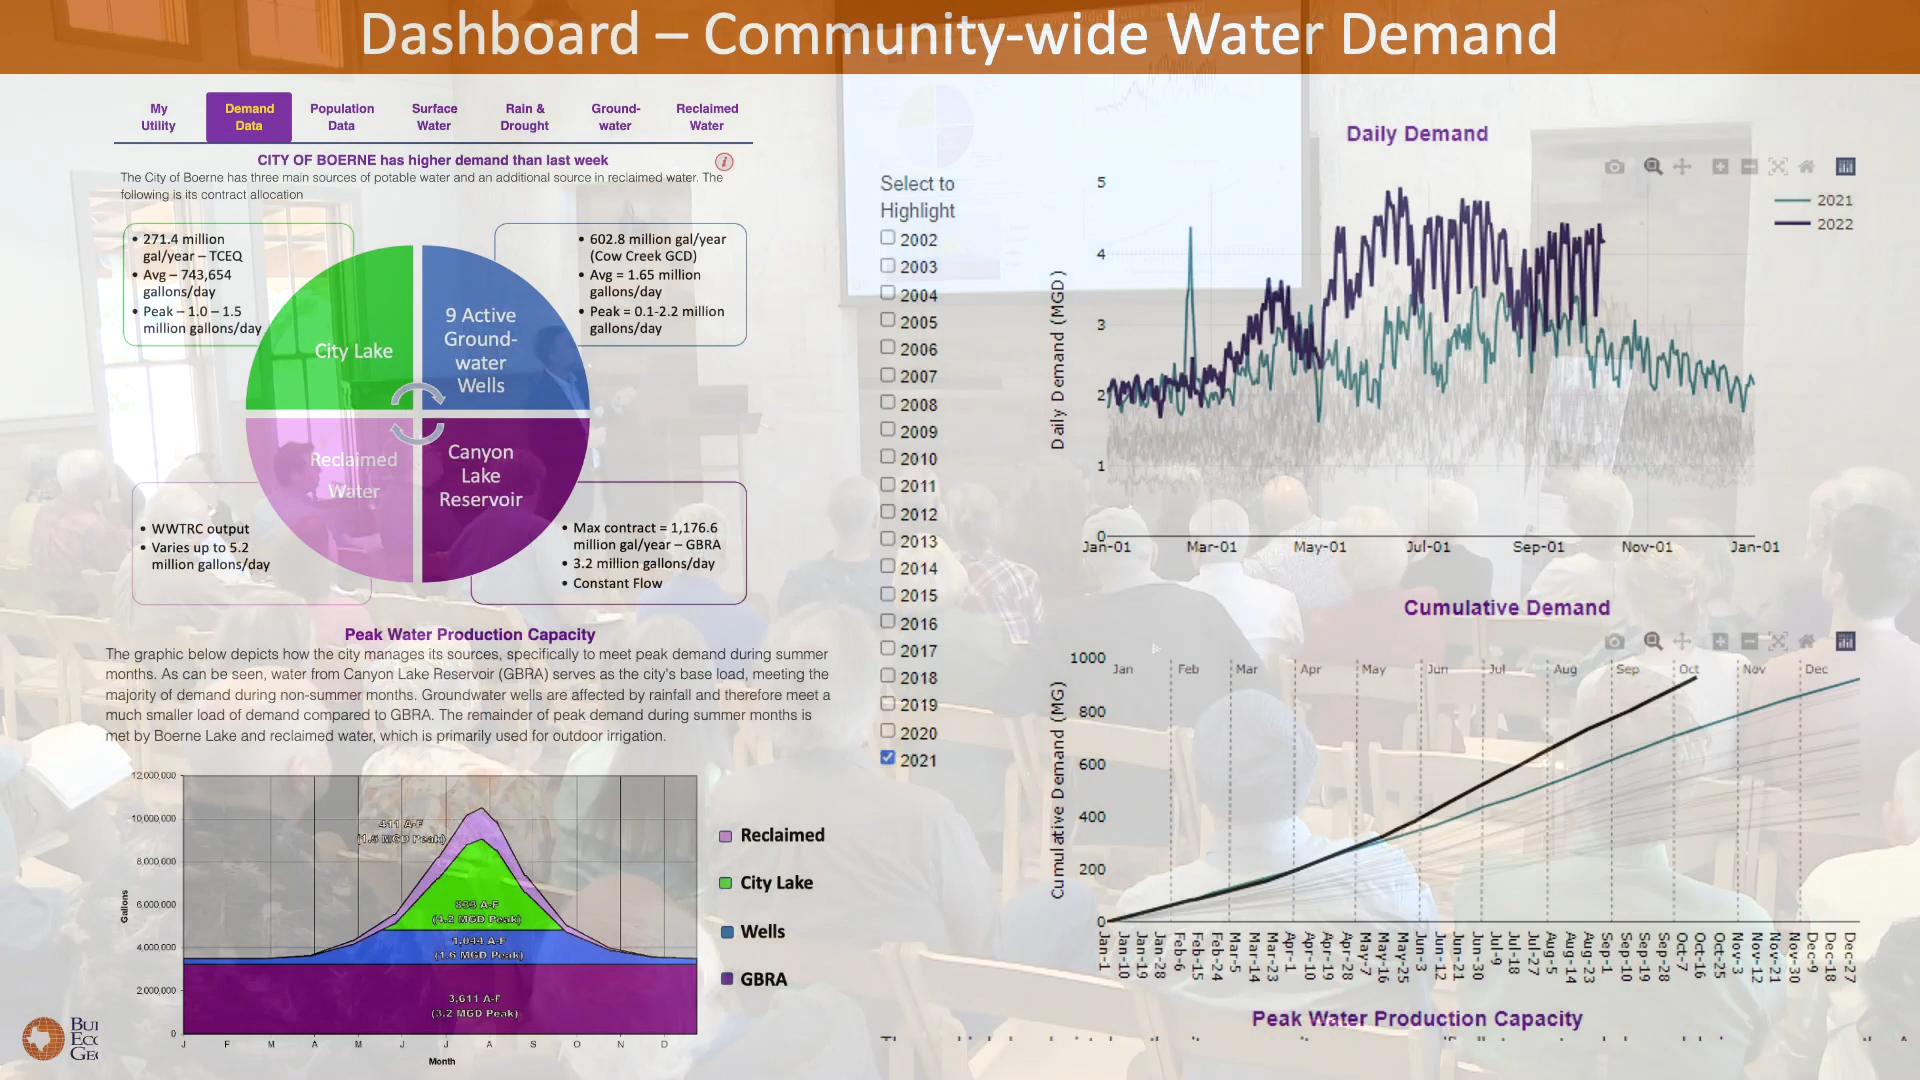 Dashboard – Community-wide Water Demand
My Utility
Demand Data
Population Data
Surface Water
Rain & Drought
Ground-water
Reclaimed Water
CITY OF BOERNE has higher demand than last week
The City of Boerne has three main sources of potable water and an additional source in reclaimed water. The
following is its contract allocation
• 271.4 million
gal/year – TCEQ
• Avg – 743,654
gallons/day
• Peak – 1.0 – 1.5
million gallons/day
• 602.8 million gal/year
(Cow Creek GCD)
• Avg = 1.65 million
gallons/day
• Peak = 0.1-2.2 million
gallons/day
City Lake
9 Active
Ground-
water
Wells
Reclaimed
Water
Canyon
Lake
Reservoir
• WWTRC output
• Varies up to 5.2
million gallons/day
• Max contract = 1,176.6
million gal/year – GBRA
• 3.2 million gallons/day
• Constant Flow
Peak Water Production Capacity
The graphic below depicts how the city manages its sources, specifically to meet peak demand during summer
months. As can be seen, water from Canyon Lake Reservoir (GBRA) serves as the city's base load, meeting the
majority of demand during non-summer months. Groundwater wells are affected by rainfall and therefore meet a
much smaller load of demand compared to GBRA. The remainder of peak demand during summer months is
met by Boerne Lake and reclaimed water, which is primarily used for outdoor irrigation.
12,000,000
10,000,000
8,000,000
6,000,000
4,000,000
2,000,000
0
Gallons
411 A-F
(1.5 MGD Peak)
(4.2 MGD Peak)
1,044 A-F
(1.6 MGD Peak)
3,611 A-F
(3.2 MGD Peak)
J F M A M J J A S O N D
Month
Reclaimed
City Lake
Wells
GBRA
Select to
Highlight
2002
2003
2004
2005
2006
2007
2008
2009
2010
2011
2012
2013
2014
2015
2016
2017
2018
2019
2020
2021
Daily Demand
Daily Demand (MGD)
5
4
3
2
1
0
Jan-01 Mar-01 May-01 Jul-01 Sep-01 Nov-01 Jan-01
2021
2022
Cumulative Demand
Cumulative Demand (MG)
1000
800
600
400
200
0
Jan Feb Mar Apr May Jun Jul Aug Sep Oct Nov Dec
Jan-1 Jan-10 Jan-19 Jan-28 Feb-6 Feb-15 Feb-24 Mar-5 Mar-14 Mar-23 Apr-1 Apr-10 Apr-19 Apr-28 May-7 May-16 May-25 Jun-3 Jun-12 Jun-21 Jun-30 Jul-9 Jul-18 Jul-27 Aug-5 Aug-14 Aug-23 Sep-1 Sep-10 Sep-19 Sep-28 Oct-7 Oct-16 Oct-25 Nov-3 Nov-12 Nov-21 Nov-30 Dec-9 Dec-18 Dec-27
Peak Water Production Capacity